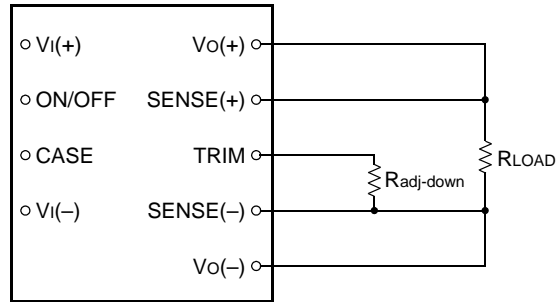 VI(+) VO(+)
ON/OFF SENSE(+)
CASE TRIM
RLOAD
Radj-down
VI(–) SENSE(–)
VO(–)